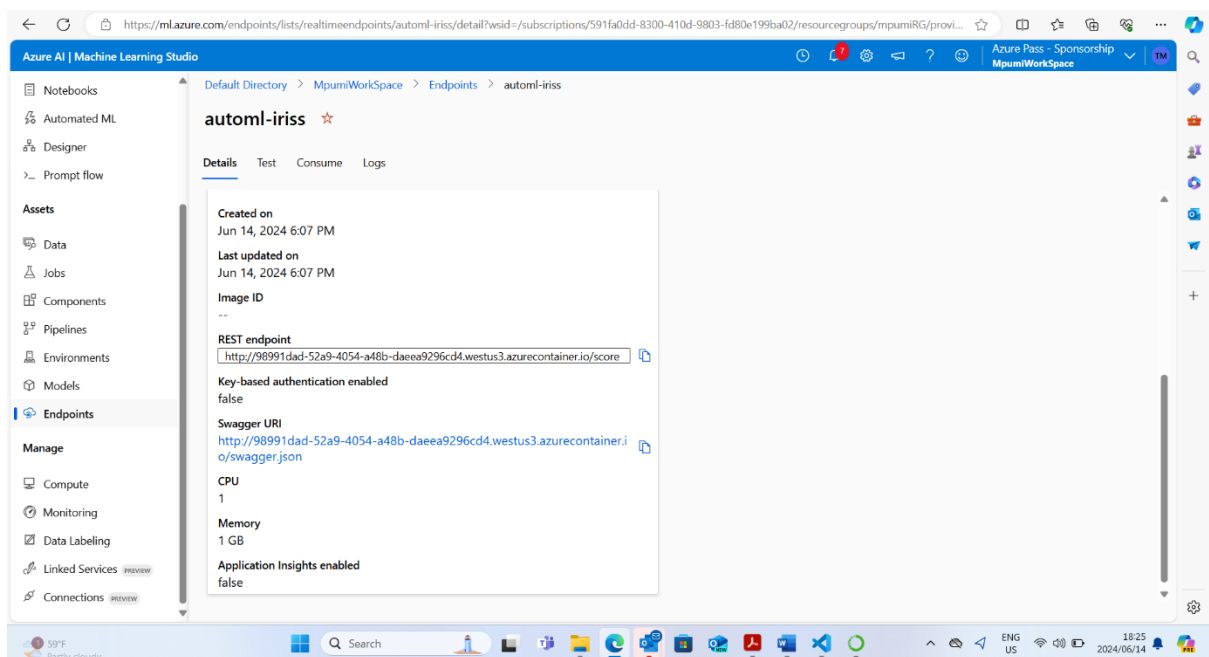 https://ml.azure.com/endpoints/lists/realtimeendpoints/automl-iriss/detail?wsid=/subscriptions/591fa0dd-8300-410d-9803-fd80e199ba02/resourcegroups/mpumiRG/provi...
Azure AI | Machine Learning Studio
7
Azure Pass - Sponsorship
MpumiWorkSpace
TM
Notebooks
Automated ML
Designer
Prompt flow
Assets
Data
Jobs
Components
Pipelines
Environments
Models
Endpoints
Manage
Compute
Monitoring
Data Labeling
Linked Services PREVIEW
Connections PREVIEW
Default Directory > MpumiWorkSpace > Endpoints > automl-iriss
automl-iriss
Details Test Consume Logs
Created on
Jun 14, 2024 6:07 PM
Last updated on
Jun 14, 2024 6:07 PM
Image ID
--
REST endpoint
http://98991dad-52a9-4054-a48b-daeea9296cd4.westus3.azurecontainer.io/score
Key-based authentication enabled
false
Swagger URI
http://98991dad-52a9-4054-a48b-daeea9296cd4.westus3.azurecontainer.i
o/swagger.json
CPU
1
Memory
1 GB
Application Insights enabled
false
59°F
Partly cloudy
Search
ENG
US
18:25
2024/06/14